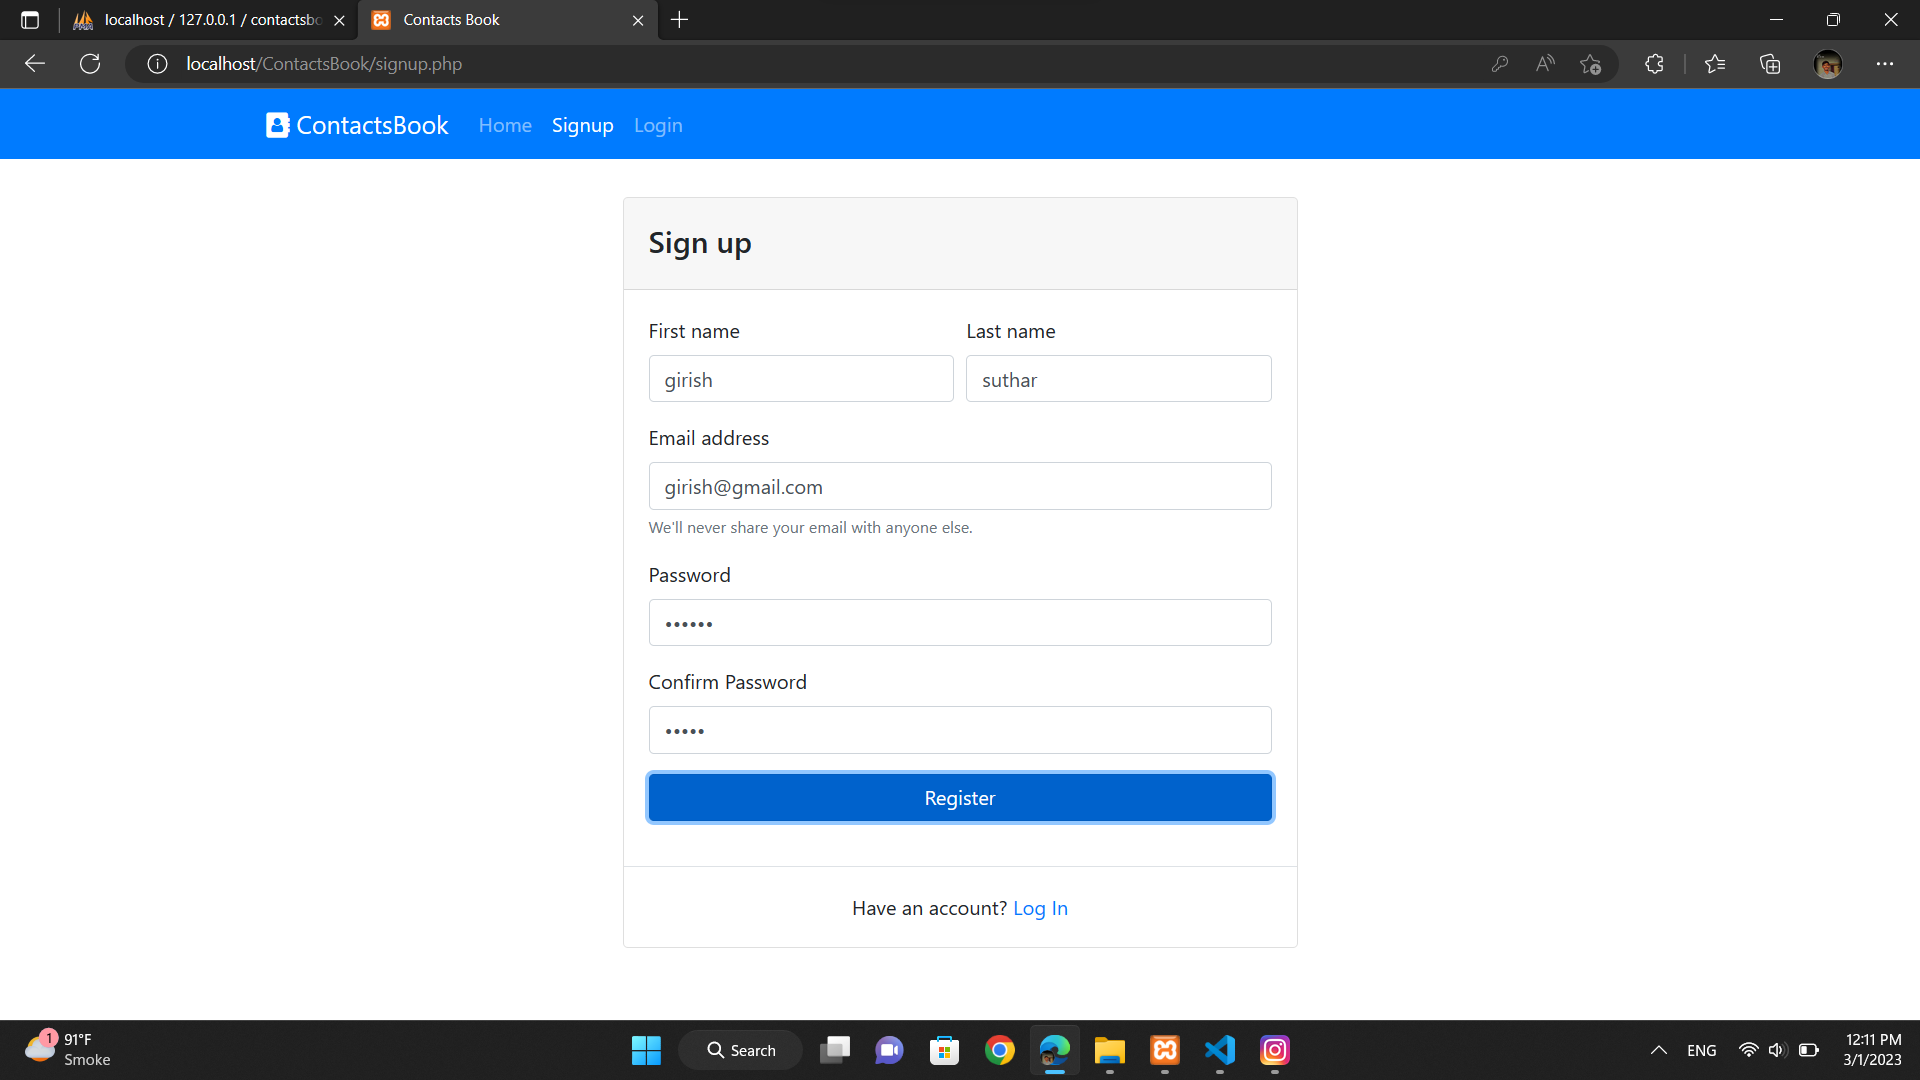 localhost / 127.0.0.1 / contactsbo
Contacts Book
localhost/ContactsBook/signup.php
ContactsBook Home Signup Login
Sign up
First name Last name
girish suthar
Email address
girish@gmail.com
We'll never share your email with anyone else.
Password
••••••
Confirm Password
•••••
Register
Have an account? Log In
1
91°F
Smoke
Search
ENG
12:11 PM
3/1/2023